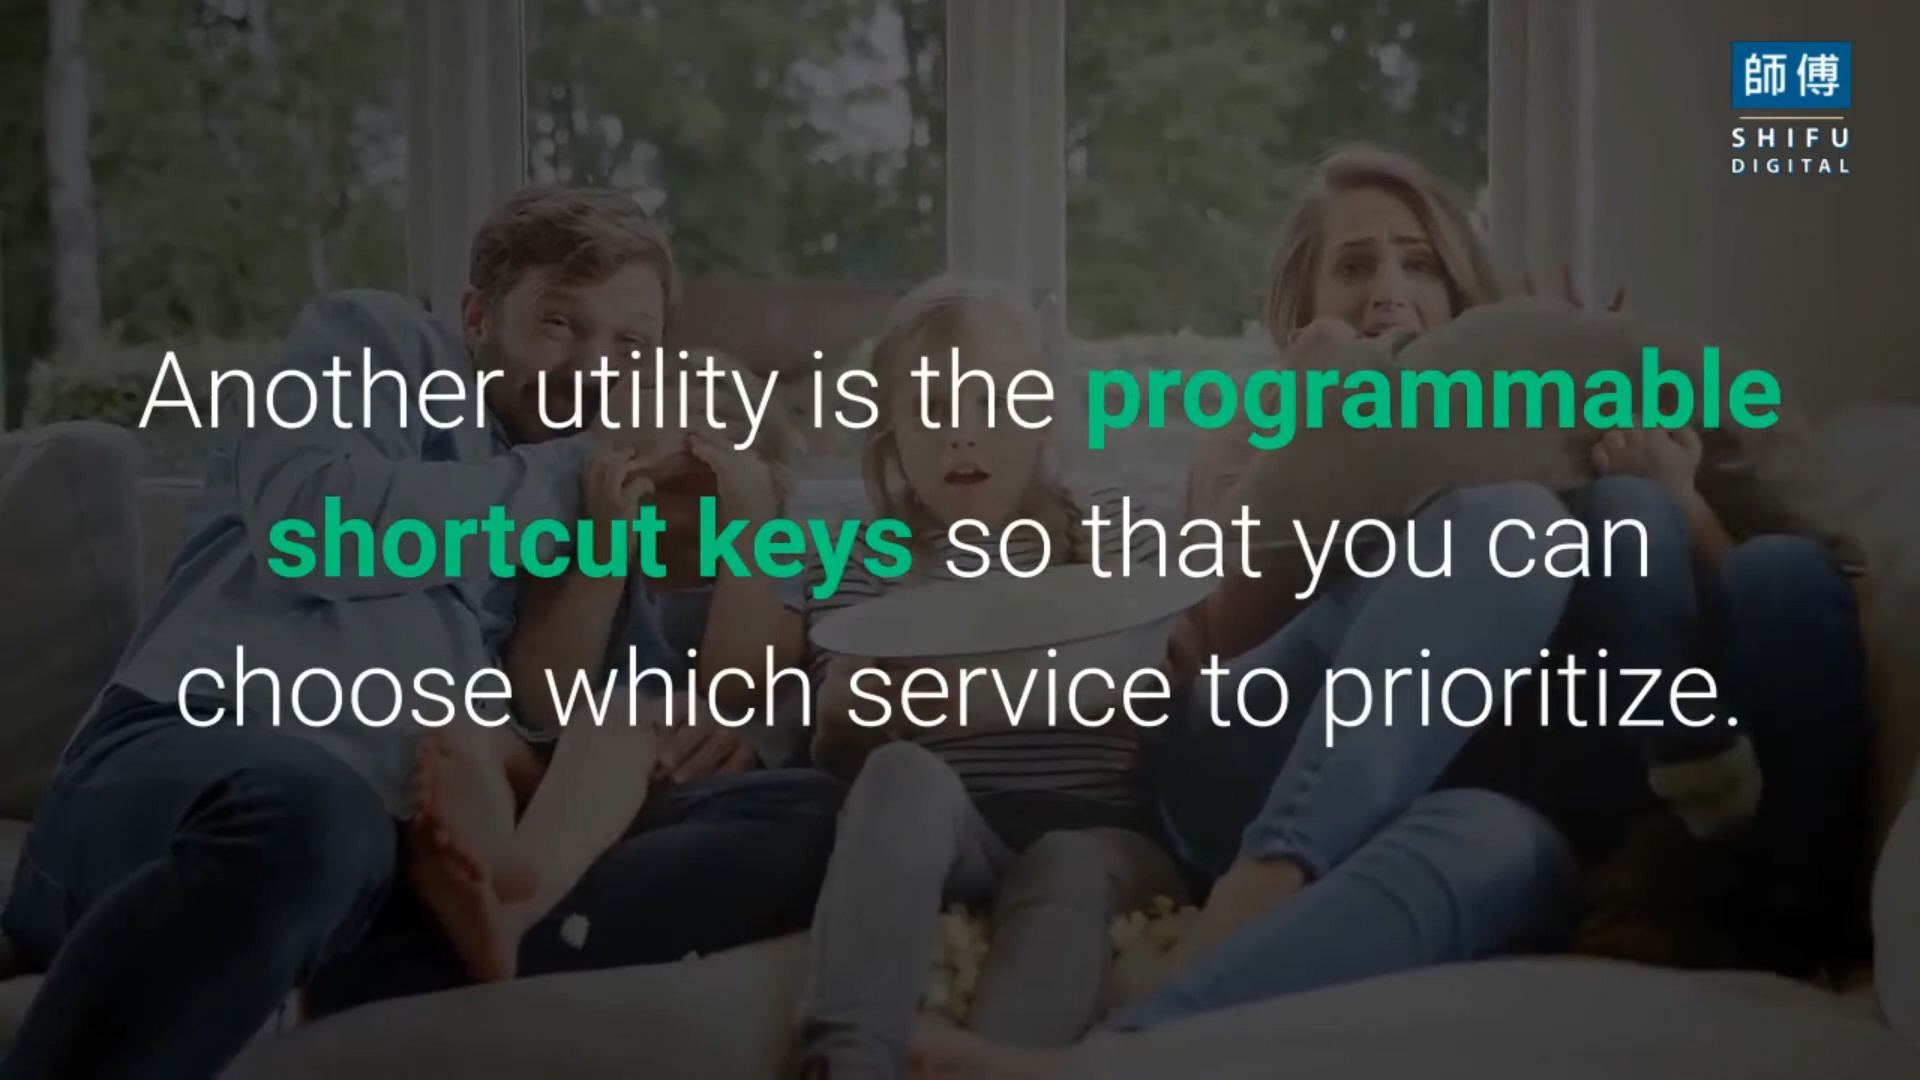 師傅
SHIFU
DIGITAL
Another utility is the programmable
shortcut keys so that you can
choose which service to prioritize.